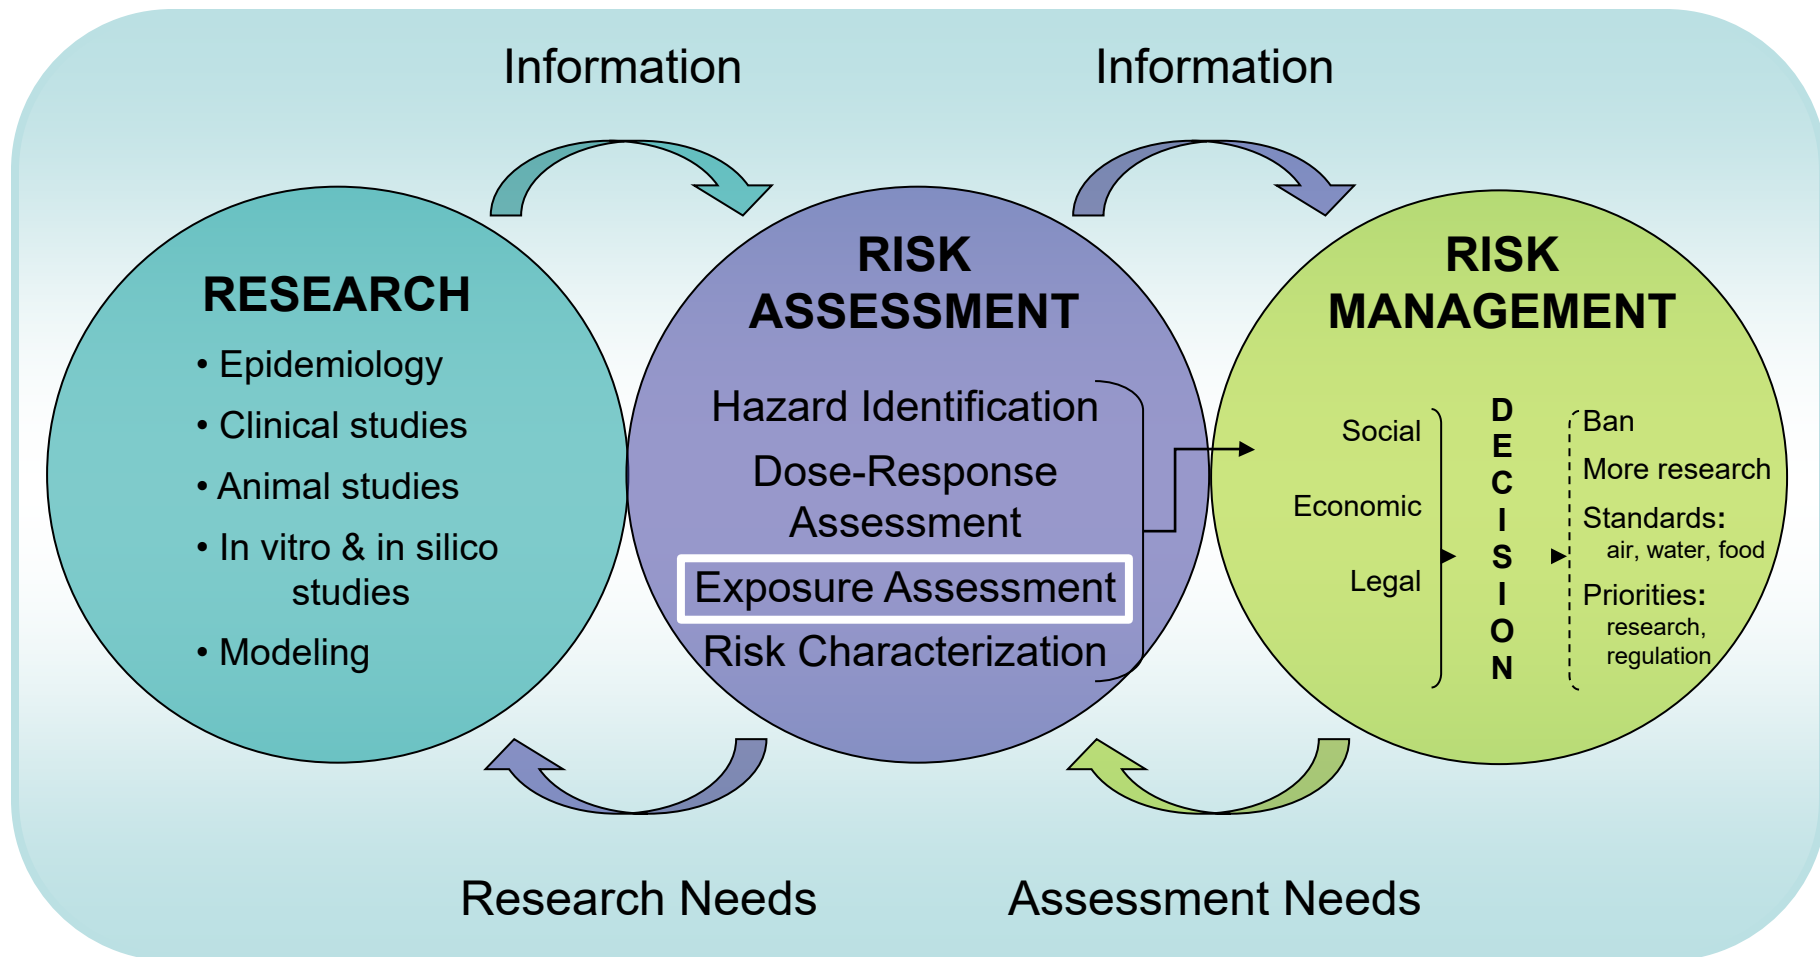 Information
Information
RESEARCH
• Epidemiology
• Clinical studies
• Animal studies
• In vitro & in silico
studies
• Modeling
RISK
ASSESSMENT
Hazard Identification
Dose-Response
Assessment
Exposure Assessment
Risk Characterization
RISK
MANAGEMENT
Social
Economic
Legal
DECISION
Ban
More research
Standards:
air, water, food
Priorities:
research,
regulation
Research Needs
Assessment Needs